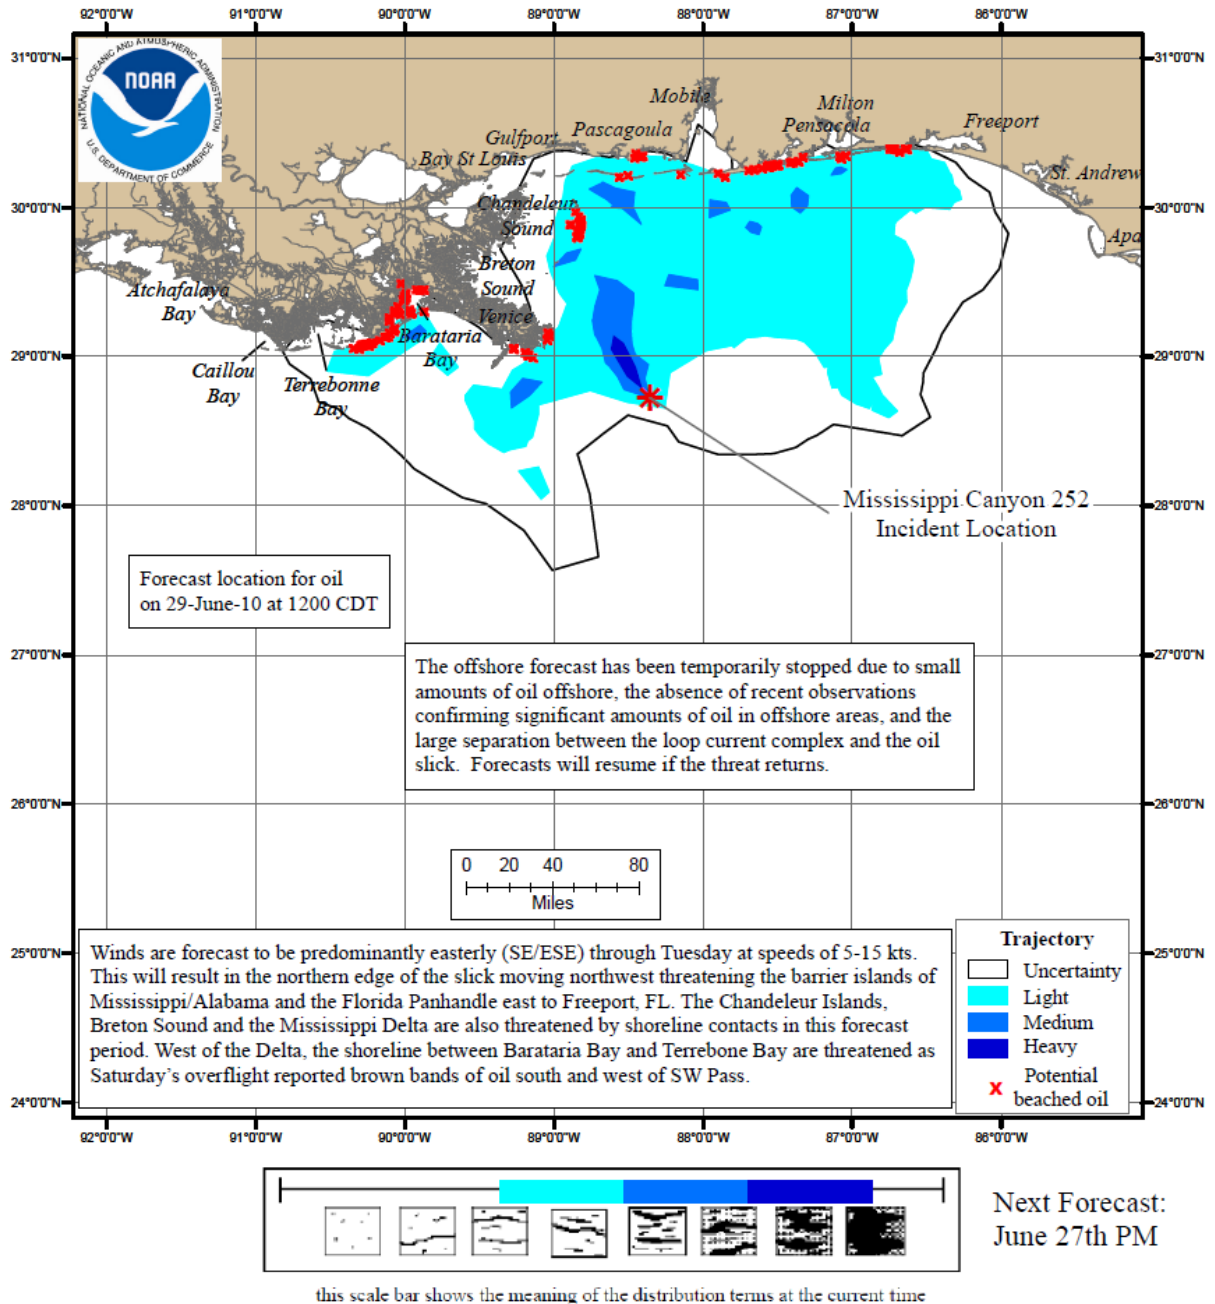 92°0'0"W 91°0'0"W 90°0'0"W 89°0'0"W 88°0'0"W 87°0'0"W 86°0'0"W
31°0'0"N 31°0'0"N
NATIONAL OCEANIC AND ATMOSPHERIC ADMINISTRATION
NOAA
U.S. DEPARTMENT OF COMMERCE
Mobile
Milton
Pensacola
Freeport
Pascagoula
Gulfport
Bay St Louis
St. Andrew
30°0'0"N 30°0'0"N
Chandeleur
Sound
Apa
Breton
Sound
Atchafalaya
Bay
Venice
Barataria
Bay
29°0'0"N 29°0'0"N
Caillou
Bay
Terrebonne
Bay
28°0'0"N 28°0'0"N
Mississippi Canyon 252
Incident Location
Forecast location for oil
on 29-June-10 at 1200 CDT
27°0'0"N 27°0'0"N
The offshore forecast has been temporarily stopped due to small
amounts of oil offshore, the absence of recent observations
confirming significant amounts of oil in offshore areas, and the
large separation between the loop current complex and the oil
slick. Forecasts will resume if the threat returns.
26°0'0"N 26°0'0"N
0 20 40 80
Miles
25°0'0"N 25°0'0"N
Winds are forecast to be predominantly easterly (SE/ESE) through Tuesday at speeds of 5-15 kts.
This will result in the northern edge of the slick moving northwest threatening the barrier islands of
Mississippi/Alabama and the Florida Panhandle east to Freeport, FL. The Chandeleur Islands,
Breton Sound and the Mississippi Delta are also threatened by shoreline contacts in this forecast
period. West of the Delta, the shoreline between Barataria Bay and Terrebone Bay are threatened as
Saturday's overflight reported brown bands of oil south and west of SW Pass.
Trajectory
Uncertainty
Light
Medium
Heavy
x Potential
beached oil
24°0'0"N 24°0'0"N
92°0'0"W 91°0'0"W 90°0'0"W 89°0'0"W 88°0'0"W 87°0'0"W 86°0'0"W
Next Forecast:
June 27th PM
this scale bar shows the meaning of the distribution terms at the current time